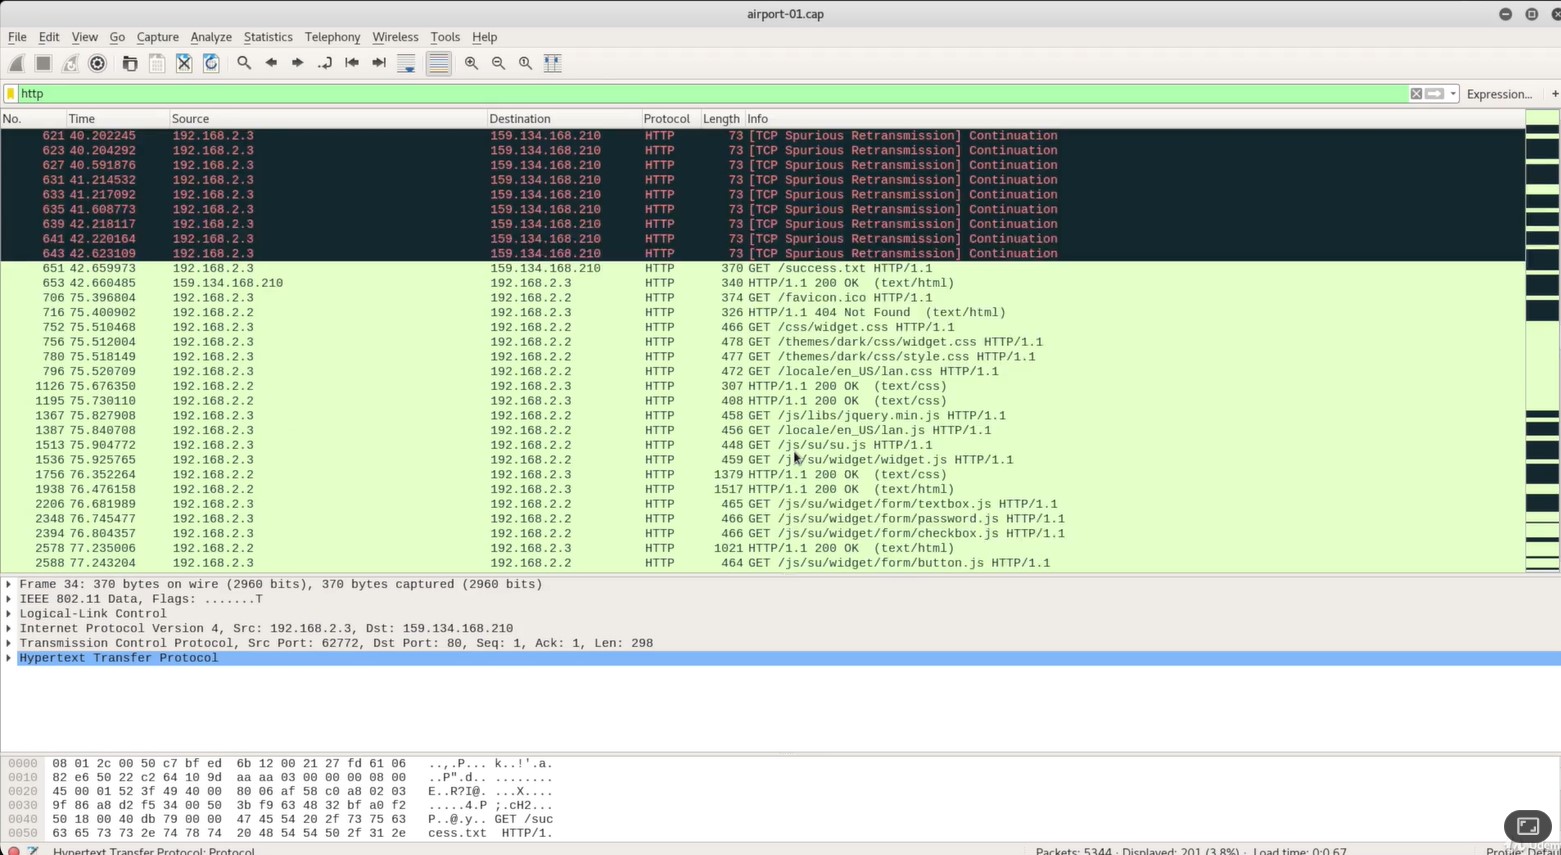 airport-01.cap
File Edit View Go Capture Analyze Statistics Telephony Wireless Tools Help
http Expression... +
No. Time Source Destination Protocol Length Info
621 40.202245 192.168.2.3 159.134.168.210 HTTP 73 [TCP Spurious Retransmission] Continuation
623 40.204292 192.168.2.3 159.134.168.210 HTTP 73 [TCP Spurious Retransmission] Continuation
627 40.591876 192.168.2.3 159.134.168.210 HTTP 73 [TCP Spurious Retransmission] Continuation
631 41.214532 192.168.2.3 159.134.168.210 HTTP 73 [TCP Spurious Retransmission] Continuation
633 41.217092 192.168.2.3 159.134.168.210 HTTP 73 [TCP Spurious Retransmission] Continuation
635 41.608773 192.168.2.3 159.134.168.210 HTTP 73 [TCP Spurious Retransmission] Continuation
639 42.218117 192.168.2.3 159.134.168.210 HTTP 73 [TCP Spurious Retransmission] Continuation
641 42.220164 192.168.2.3 159.134.168.210 HTTP 73 [TCP Spurious Retransmission] Continuation
643 42.623109 192.168.2.3 159.134.168.210 HTTP 73 [TCP Spurious Retransmission] Continuation
651 42.659973 192.168.2.3 159.134.168.210 HTTP 370 GET /success.txt HTTP/1.1
653 42.660485 159.134.168.210 192.168.2.3 HTTP 340 HTTP/1.1 200 OK (text/html)
706 75.396804 192.168.2.3 192.168.2.2 HTTP 374 GET /favicon.ico HTTP/1.1
716 75.400902 192.168.2.2 192.168.2.3 HTTP 326 HTTP/1.1 404 Not Found (text/html)
752 75.510468 192.168.2.3 192.168.2.2 HTTP 466 GET /css/widget.css HTTP/1.1
756 75.512004 192.168.2.3 192.168.2.2 HTTP 478 GET /themes/dark/css/widget.css HTTP/1.1
780 75.518149 192.168.2.3 192.168.2.2 HTTP 477 GET /themes/dark/css/style.css HTTP/1.1
796 75.520709 192.168.2.3 192.168.2.2 HTTP 472 GET /locale/en_US/lan.css HTTP/1.1
1126 75.676350 192.168.2.2 192.168.2.3 HTTP 307 HTTP/1.1 200 OK (text/css)
1195 75.730110 192.168.2.2 192.168.2.3 HTTP 408 HTTP/1.1 200 OK (text/css)
1367 75.827908 192.168.2.3 192.168.2.2 HTTP 458 GET /js/libs/jquery.min.js HTTP/1.1
1387 75.840708 192.168.2.3 192.168.2.2 HTTP 456 GET /locale/en_US/lan.js HTTP/1.1
1513 75.904772 192.168.2.3 192.168.2.2 HTTP 448 GET /js/su/su.js HTTP/1.1
1536 75.925765 192.168.2.3 192.168.2.2 HTTP 459 GET /js/su/widget/widget.js HTTP/1.1
1756 76.352264 192.168.2.2 192.168.2.3 HTTP 1379 HTTP/1.1 200 OK (text/css)
1938 76.476158 192.168.2.2 192.168.2.3 HTTP 1517 HTTP/1.1 200 OK (text/html)
2206 76.681989 192.168.2.3 192.168.2.2 HTTP 465 GET /js/su/widget/form/textbox.js HTTP/1.1
2348 76.745477 192.168.2.3 192.168.2.2 HTTP 466 GET /js/su/widget/form/password.js HTTP/1.1
2394 76.804357 192.168.2.3 192.168.2.2 HTTP 466 GET /js/su/widget/form/checkbox.js HTTP/1.1
2578 77.235006 192.168.2.2 192.168.2.3 HTTP 1021 HTTP/1.1 200 OK (text/html)
2588 77.243204 192.168.2.3 192.168.2.2 HTTP 464 GET /js/su/widget/form/button.js HTTP/1.1
Frame 34: 370 bytes on wire (2960 bits), 370 bytes captured (2960 bits)
IEEE 802.11 Data, Flags: .......T
Logical-Link Control
Internet Protocol Version 4, Src: 192.168.2.3, Dst: 159.134.168.210
Transmission Control Protocol, Src Port: 62772, Dst Port: 80, Seq: 1, Ack: 1, Len: 298
Hypertext Transfer Protocol
0000 08 01 2c 00 50 c7 bf ed 6b 12 00 21 27 fd 61 06 ..,.P... k..!'.a.
0010 82 e6 50 22 c2 64 10 9d aa aa 03 00 00 00 08 00 ..P".d.. ........
0020 45 00 01 52 3f 49 40 00 80 06 af 58 c0 a8 02 03 E..R?I@. ...X....
0030 9f 86 a8 d2 f5 34 00 50 3b f9 63 48 32 bf a0 f2 .....4.P ;.cH2...
0040 50 18 00 40 db 79 00 00 47 45 54 20 2f 73 75 63 P..@.y.. GET /suc
0050 63 65 73 73 2e 74 78 74 20 48 54 54 50 2f 31 2e cess.txt HTTP/1.
Hypertext Transfer Protocol: Protocol Packets: 5344 · Displayed: 201 (3.8%) · Load time: 0:0.67 Profile: Defau